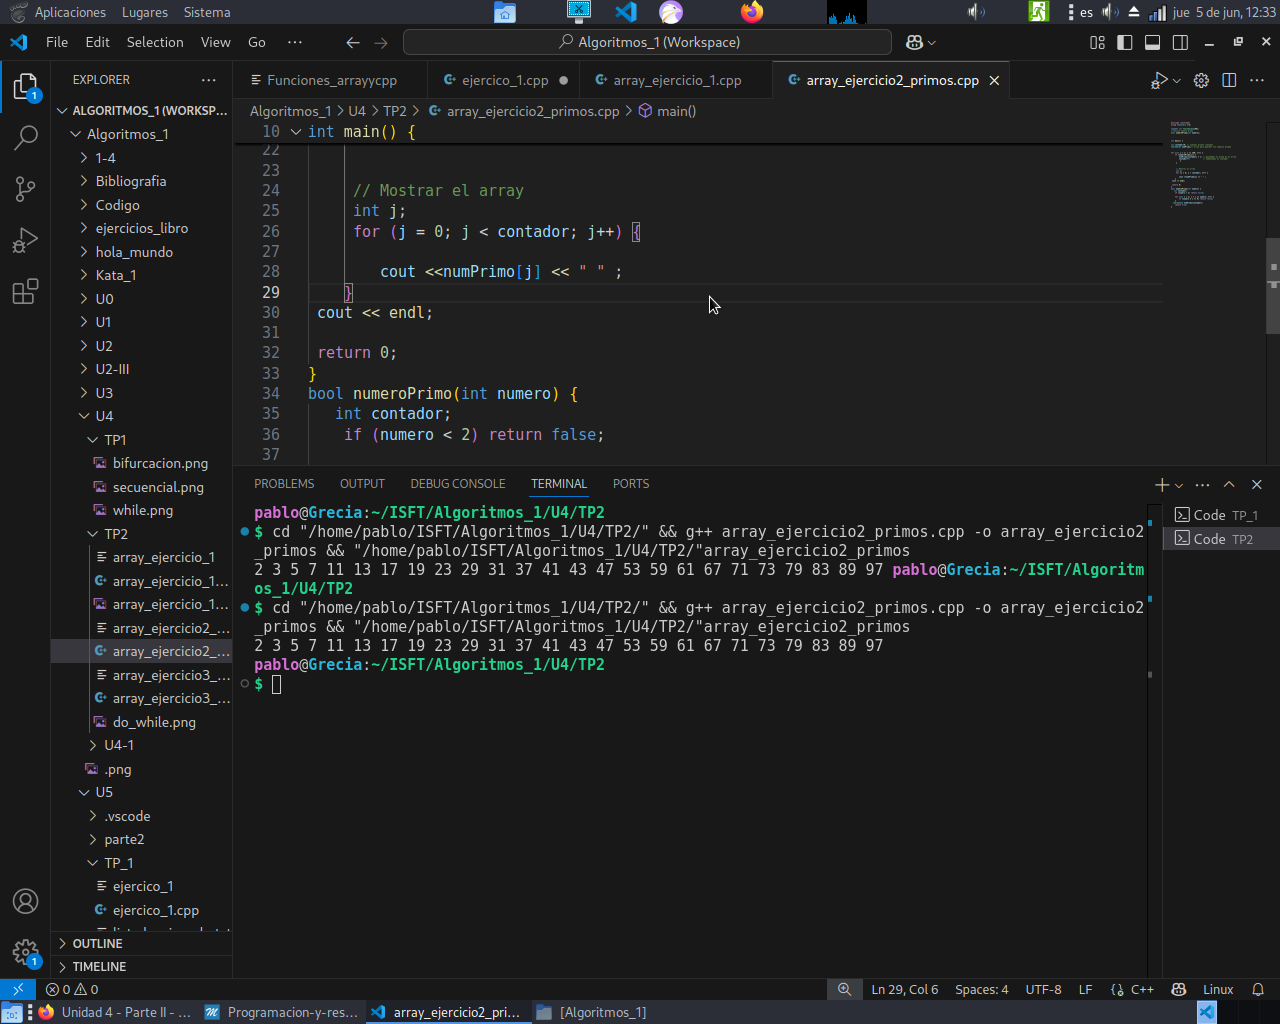 Aplicaciones Lugares Sistema es jue 5 de jun, 12:33
File Edit Selection View Go ··· Algoritmos_1 (Workspace)
EXPLORER ···
ALGORITMOS_1 (WORKSP...
Algoritmos_1
1-4
Bibliografia
Codigo
ejercicios_libro
hola_mundo
Kata_1
U0
U1
U2
U2-III
U3
U4
TP1
bifurcacion.png
secuencial.png
while.png
TP2
array_ejercicio_1
array_ejercicio_1...
array_ejercicio_1...
array_ejercicio2_...
array_ejercicio2_...
array_ejercicio3_...
array_ejercicio3_...
do_while.png
U4-1
.png
U5
.vscode
parte2
TP_1
ejercico_1
ejercico_1.cpp
OUTLINE
TIMELINE
1
1
Funciones_arrayycpp ejercico_1.cpp array_ejercicio_1.cpp array_ejercicio2_primos.cpp
Algoritmos_1 > U4 > TP2 > array_ejercicio2_primos.cpp > main()
10 int main() {
22
23
24 // Mostrar el array
25 int j;
26 for (j = 0; j < contador; j++) {
27
28 cout <<numPrimo[j] << " " ;
29 }
30 cout << endl;
31
32 return 0;
33 }
34 bool numeroPrimo(int numero) {
35 int contador;
36 if (numero < 2) return false;
37
PROBLEMS OUTPUT DEBUG CONSOLE TERMINAL PORTS
pablo@Grecia:~/ISFT/Algoritmos_1/U4/TP2
$ cd "/home/pablo/ISFT/Algoritmos_1/U4/TP2/" && g++ array_ejercicio2_primos.cpp -o array_ejercicio2
_primos && "/home/pablo/ISFT/Algoritmos_1/U4/TP2/"array_ejercicio2_primos
2 3 5 7 11 13 17 19 23 29 31 37 41 43 47 53 59 61 67 71 73 79 83 89 97 pablo@Grecia:~/ISFT/Algoritm
os_1/U4/TP2
$ cd "/home/pablo/ISFT/Algoritmos_1/U4/TP2/" && g++ array_ejercicio2_primos.cpp -o array_ejercicio2
_primos && "/home/pablo/ISFT/Algoritmos_1/U4/TP2/"array_ejercicio2_primos
2 3 5 7 11 13 17 19 23 29 31 37 41 43 47 53 59 61 67 71 73 79 83 89 97
pablo@Grecia:~/ISFT/Algoritmos_1/U4/TP2
$
Code TP_1
Code TP2
0 0 Ln 29, Col 6 Spaces: 4 UTF-8 LF {} C++ Linux
Unidad 4 - Parte II - ... Programacion-y-res... array_ejercicio2_pri... [Algoritmos_1]